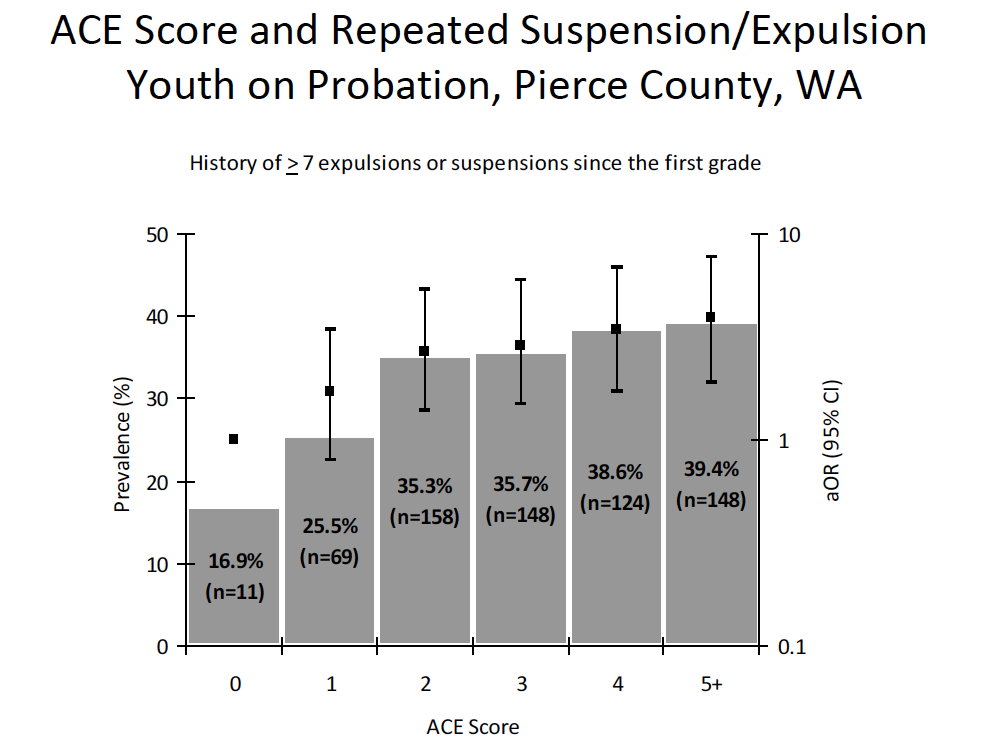 ACE Score and Repeated Suspension/Expulsion
Youth on Probation, Pierce County, WA
History of ≥ 7 expulsions or suspensions since the first grade
50
40
30
20
10
0
Prevalence (%)
10
1
0.1
aOR (95% CI)
16.9%
(n=11)
25.5%
(n=69)
35.3%
(n=158)
35.7%
(n=148)
38.6%
(n=124)
39.4%
(n=148)
0 1 2 3 4 5+
ACE Score